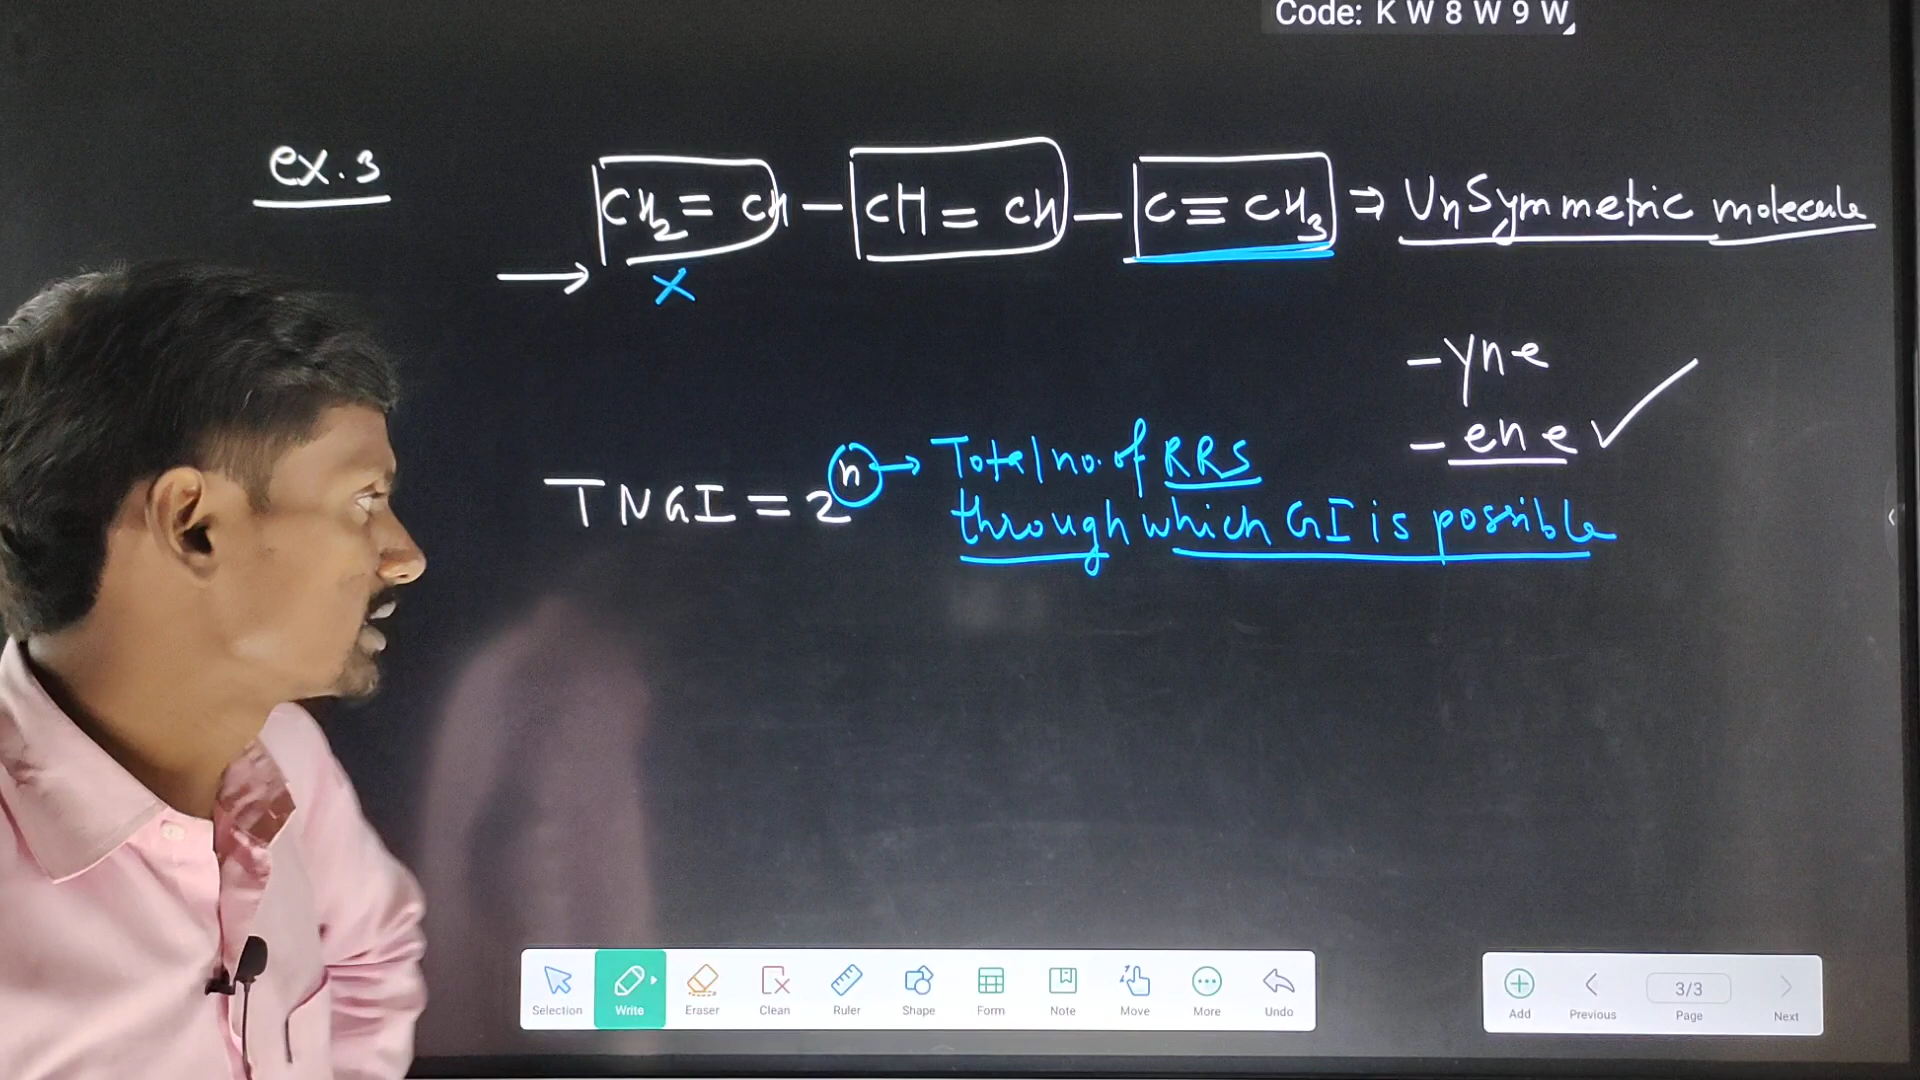 Code: K W 8 W 9 W
ex.3
CH₂ = CH – CH = CH – C ≡ CH₃ ⇒ UnSymmetric molecule
X
– yne
– ene ✓
TNGI = 2ⁿ → Total no. of RRS
through which GI is possible
Selection Write Eraser Clean Ruler Shape Form Note Move More Undo
Add Previous 3/3 Page Next